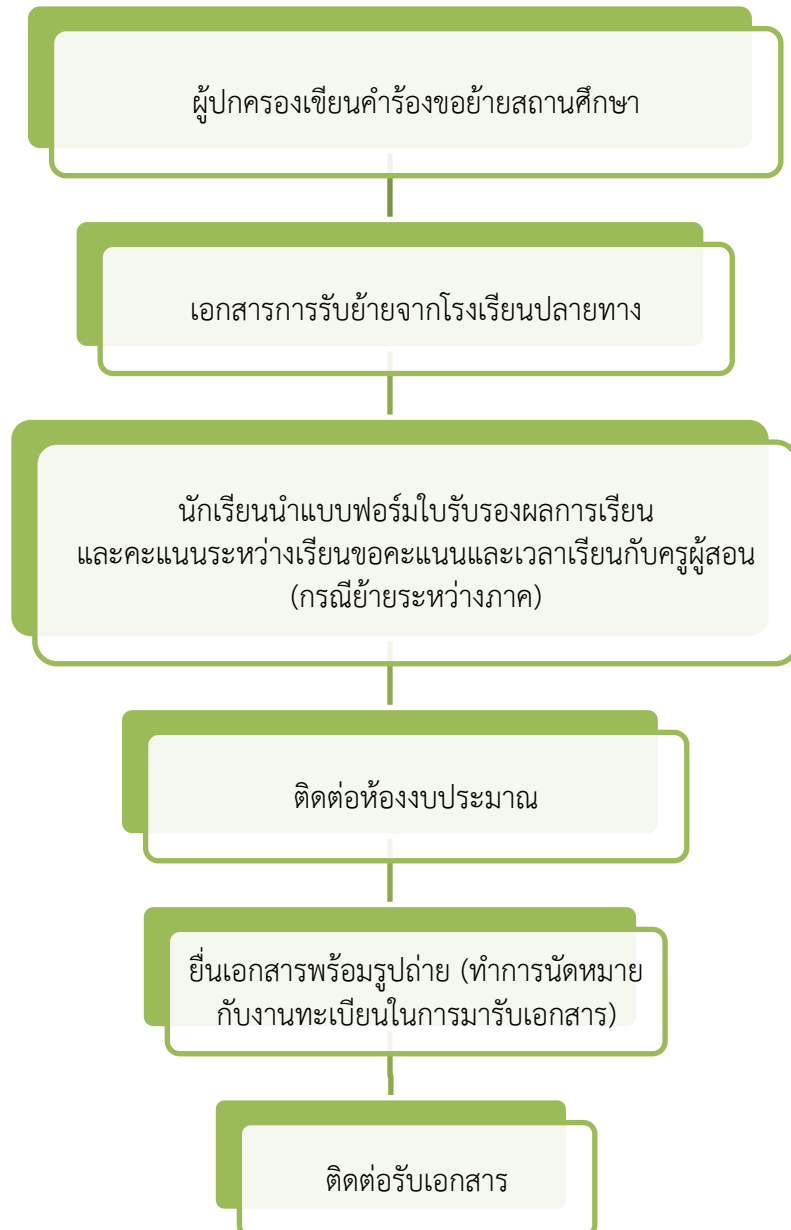 ผู้ปกครองเขียนคำร้องขอย้ายสถานศึกษา
เอกสารการรับย้ายจากโรงเรียนปลายทาง
นักเรียนนำแบบฟอร์มใบรับรองผลการเรียน
และคะแนนระหว่างเรียนขอคะแนนและเวลาเรียนกับครูผู้สอน
(กรณีย้ายระหว่างภาค)
ติดต่อห้องงบประมาณ
ยื่นเอกสารพร้อมรูปถ่าย (ทำการนัดหมาย
กับงานทะเบียนในการมารับเอกสาร)
ติดต่อรับเอกสาร